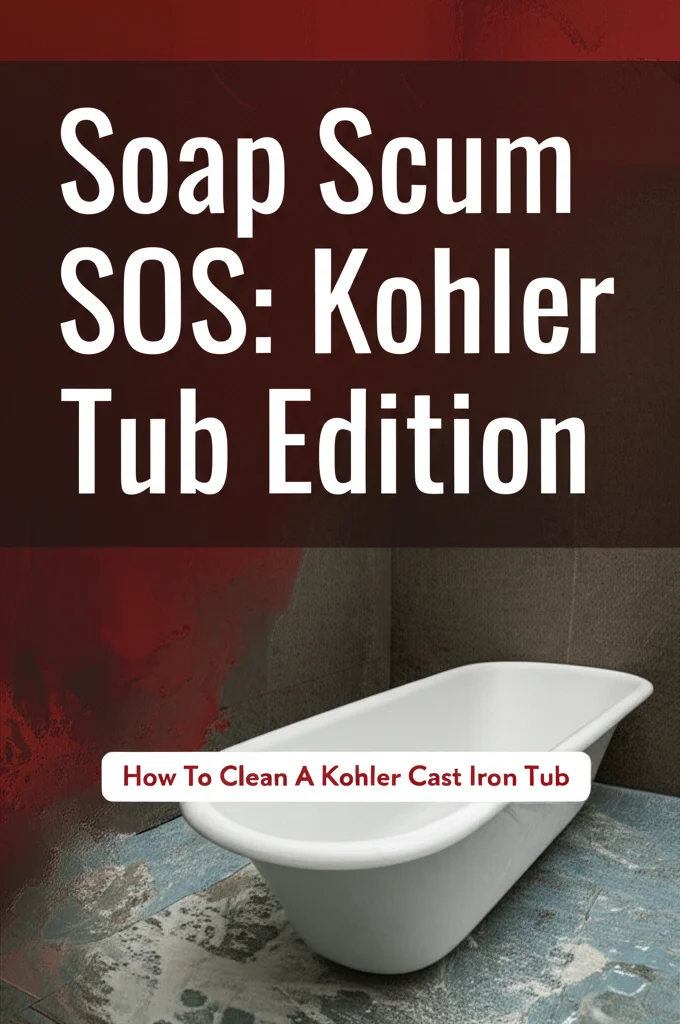 Soap Scum
SOS: Kohler
Tub Edition
How To Clean A Kohler Cast Iron Tub